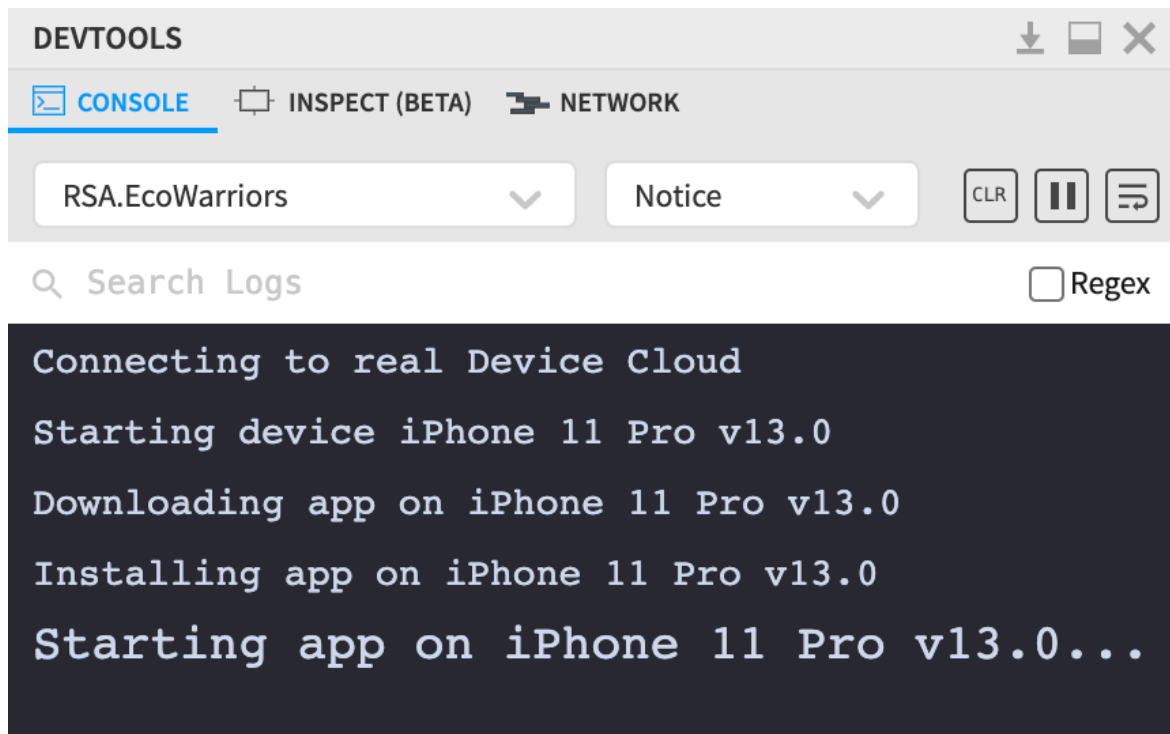 DEVTOOLS
CONSOLE INSPECT (BETA) NETWORK
RSA.EcoWarriors Notice CLR
Search Logs Regex
Connecting to real Device Cloud
Starting device iPhone 11 Pro v13.0
Downloading app on iPhone 11 Pro v13.0
Installing app on iPhone 11 Pro v13.0
Starting app on iPhone 11 Pro v13.0...